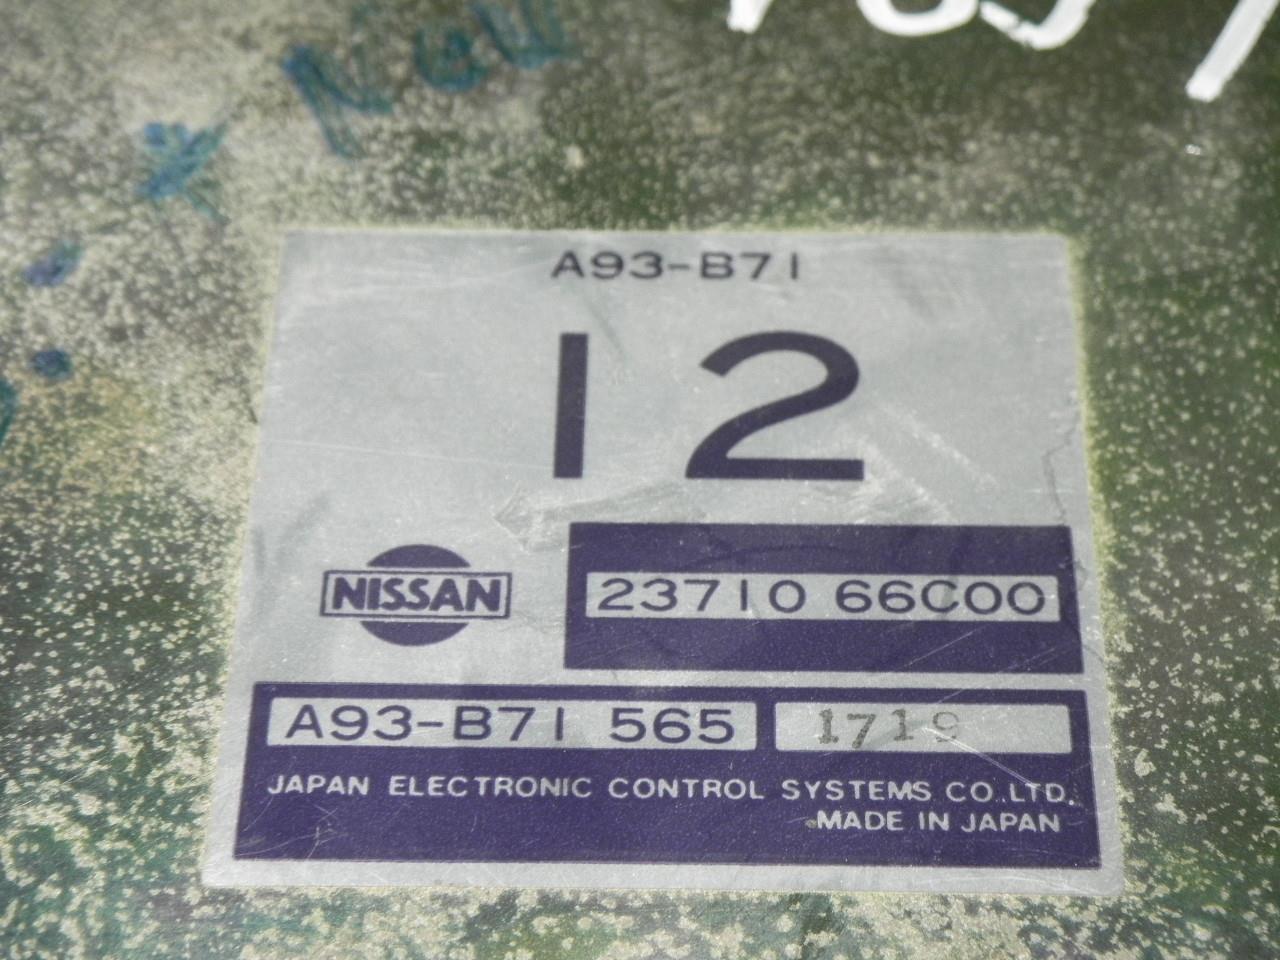 A93-B71
12
NISSAN
23710 66C00
A93-B71 565
1719
JAPAN ELECTRONIC CONTROL SYSTEMS CO.,LTD.
MADE IN JAPAN